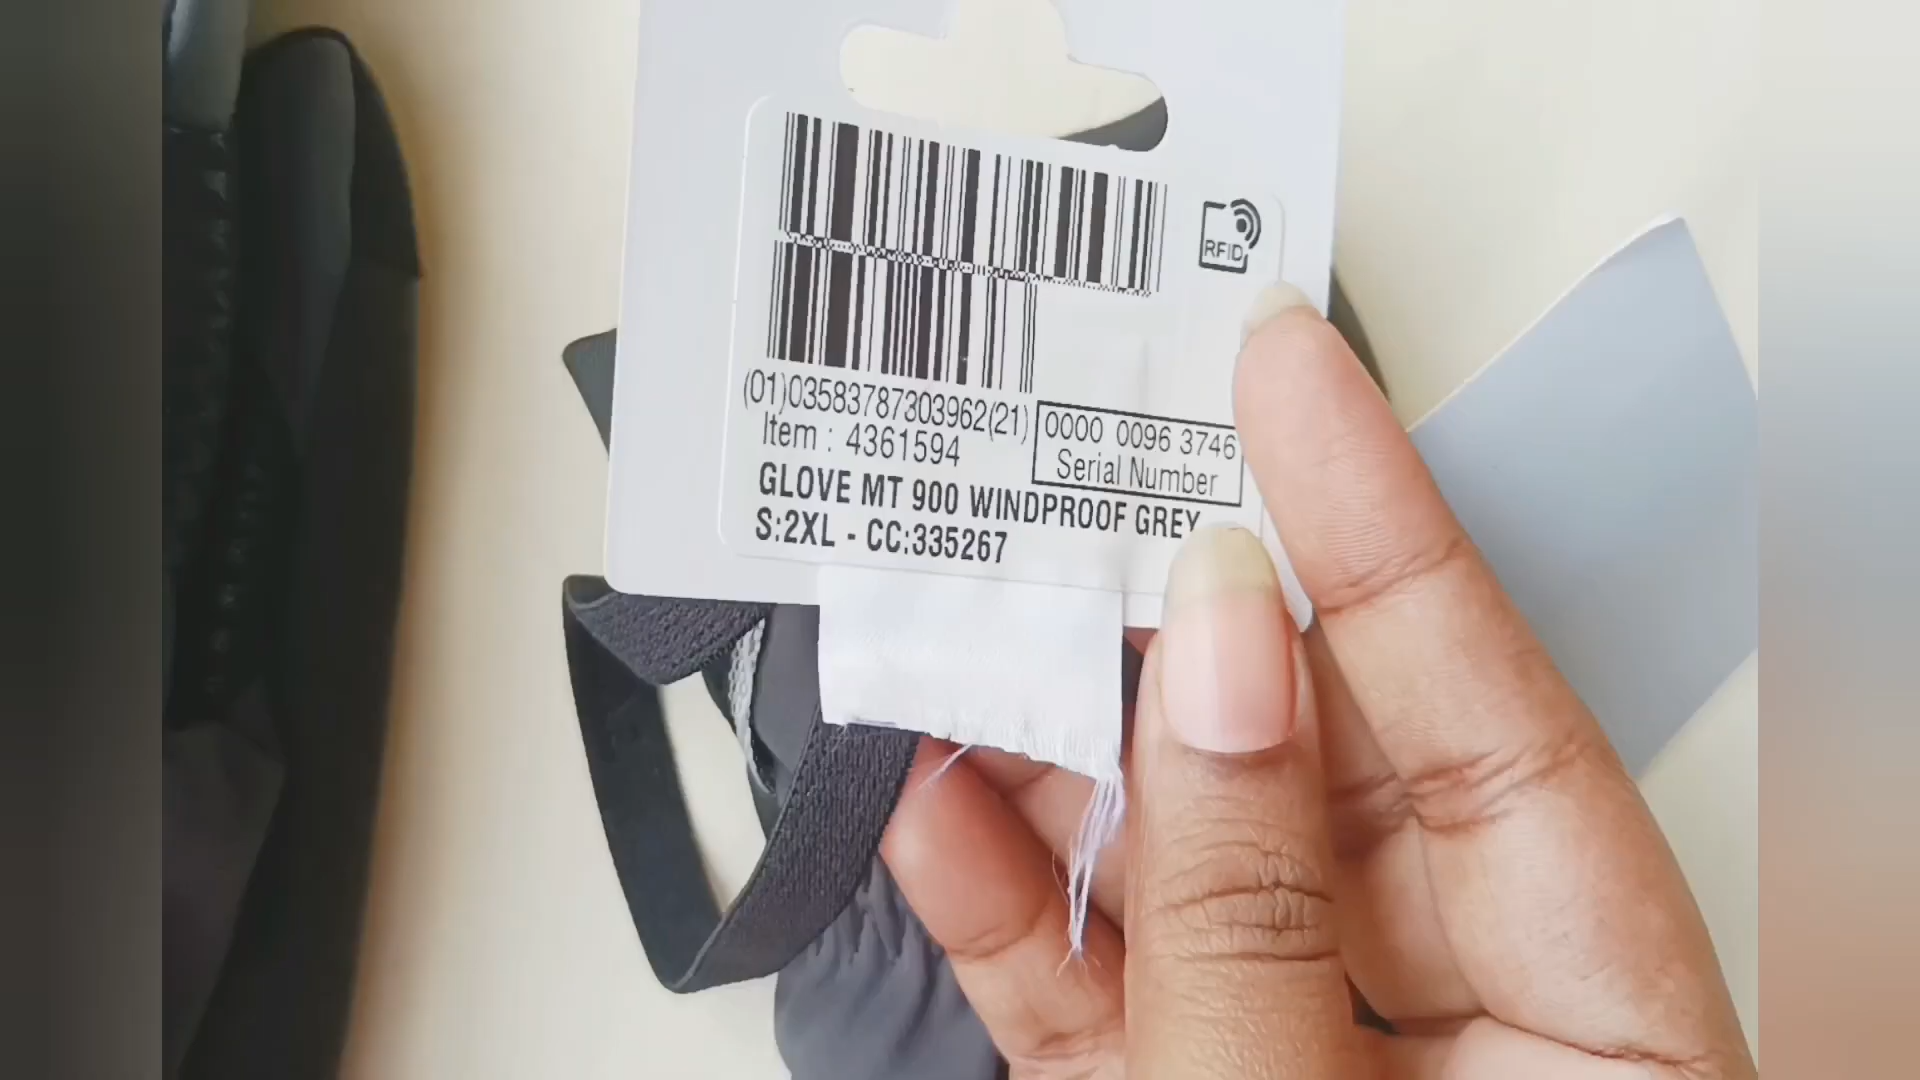 RFID
(01)03583787303962(21)
0000 0096 3746
Item : 4361594
Serial Number
GLOVE MT 900 WINDPROOF GREY
S:2XL - CC:335267